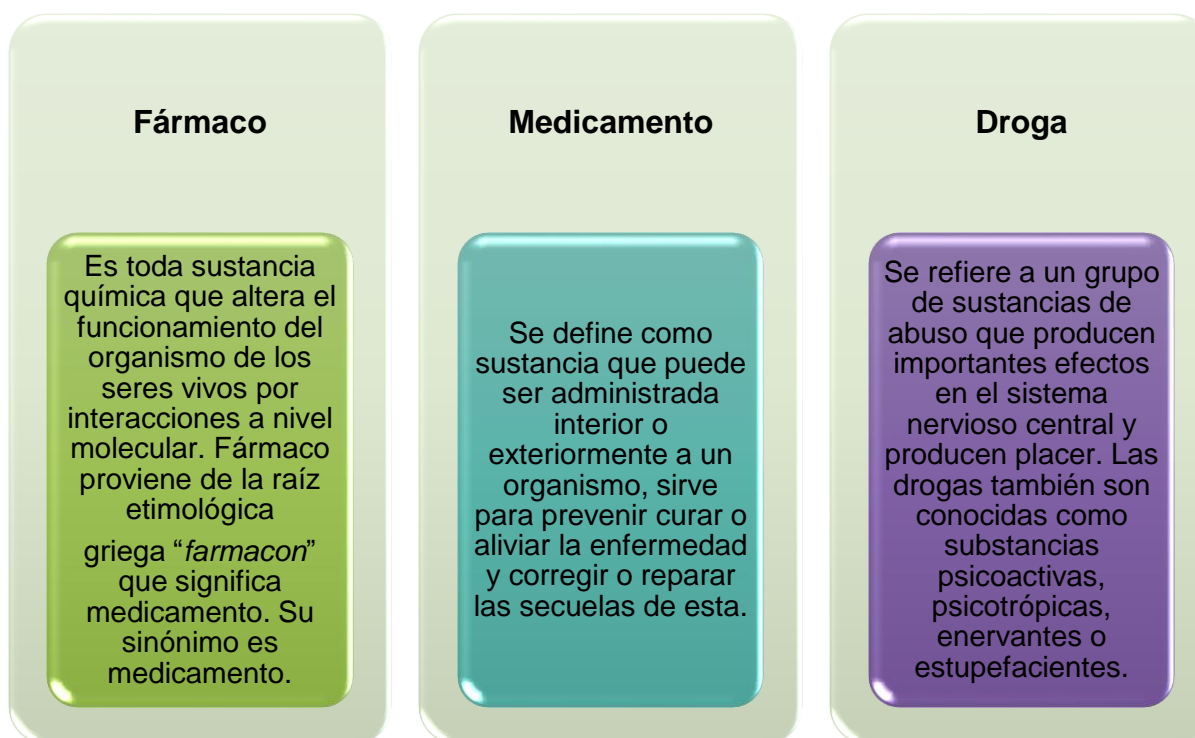 Fármaco
Es toda sustancia
química que altera el
funcionamiento del
organismo de los
seres vivos por
interacciones a nivel
molecular. Fármaco
proviene de la raíz
etimológica
griega “farmacon”
que significa
medicamento. Su
sinónimo es
medicamento.
Medicamento
Se define como
sustancia que puede
ser administrada
interior o
exteriormente a un
organismo, sirve
para prevenir curar o
aliviar la enfermedad
y corregir o reparar
las secuelas de esta.
Droga
Se refiere a un grupo
de sustancias de
abuso que producen
importantes efectos
en el sistema
nervioso central y
producen placer. Las
drogas también son
conocidas como
substancias
psicoactivas,
psicotrópicas,
enervantes o
estupefacientes.